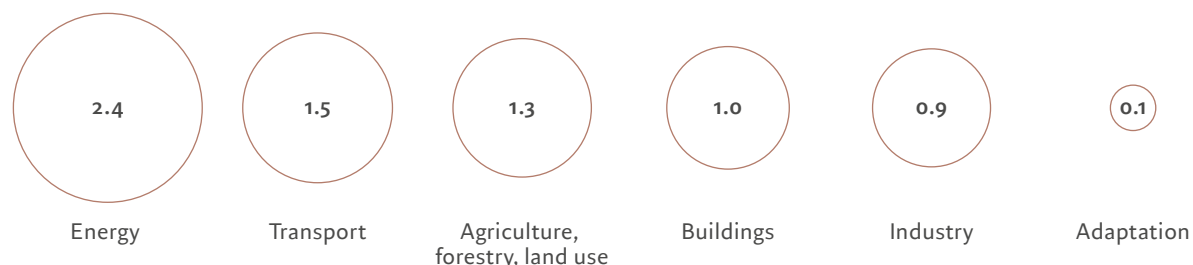 2.4
1.5
1.3
1.0
0.9
0.1
Energy
Transport
Agriculture,
forestry, land use
Buildings
Industry
Adaptation